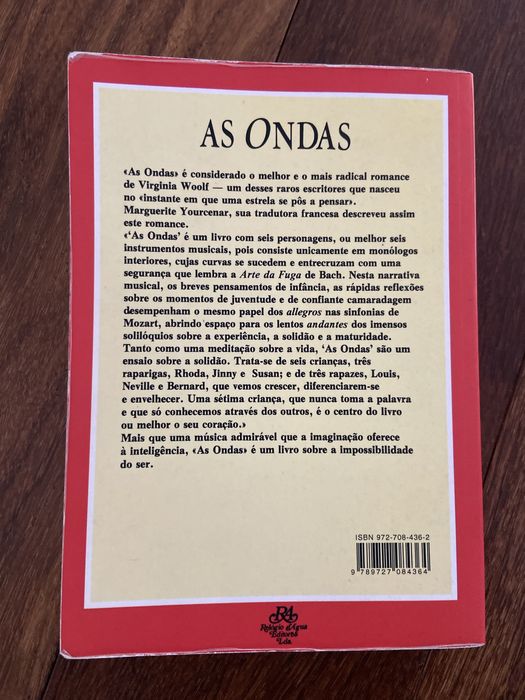 AS ONDAS
«As Ondas» é considerado o melhor e o mais radical romance
de Virginia Woolf — um desses raros escritores que nasceu
no «instante em que uma estrela se pôs a pensar».
Marguerite Yourcenar, sua tradutora francesa descreveu assim
este romance.
«'As Ondas' é um livro com seis personagens, ou melhor seis
instrumentos musicais, pois consiste unicamente em monólogos
interiores, cujas curvas se sucedem e entrecruzam com uma
segurança que lembra a Arte da Fuga de Bach. Nesta narrativa
musical, os breves pensamentos de infância, as rápidas reflexões
sobre os momentos de juventude e de confiante camaradagem
desempenham o mesmo papel dos allegros nas sinfonias de
Mozart, abrindo espaço para os lentos andantes dos imensos
solilóquios sobre a experiência, a solidão e a maturidade.
Tanto como uma meditação sobre a vida, 'As Ondas' são um
ensaio sobre a solidão. Trata-se de seis crianças, três
raparigas, Rhoda, Jinny e Susan; e de três rapazes, Louis,
Neville e Bernard, que vemos crescer, diferenciarem-se
e envelhecer. Uma sétima criança, que nunca toma a palavra
e que só conhecemos através dos outros, é o centro do livro
ou melhor o seu coração.»
Mais que uma música admirável que a imaginação oferece
à inteligência, «As Ondas» é um livro sobre a impossibilidade
do ser.
ISBN 972-708-436-2
9 789727 084364
RA
Relógio d'Água
Editores
Lda.